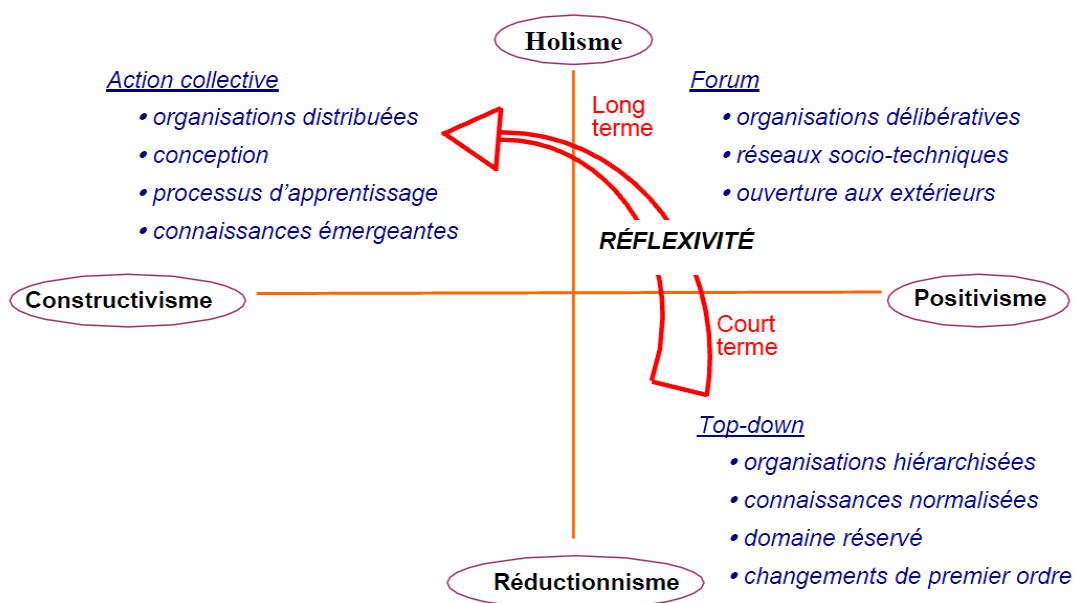 Holisme
Action collective
• organisations distribuées
• conception
• processus d'apprentissage
• connaissances émergeantes
Long
terme
Forum
• organisations délibératives
• réseaux socio-techniques
• ouverture aux extérieurs
RÉFLEXIVITÉ
Constructivisme
Positivisme
Court
terme
Top-down
• organisations hiérarchisées
• connaissances normalisées
• domaine réservé
• changements de premier ordre
Réductionnisme